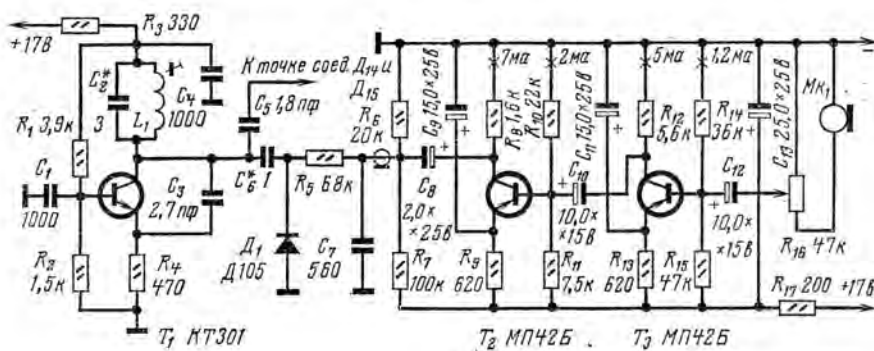 R₃ 330
+17В
C₂*
3
L₁
C₄
1000
R₁ 3,9к
C₁
1000
C₃
2,7пф
R₂
1,5к
R₄
470
T₁ КТ301
К точке соед. Д₁₄ и
Д₁₅
C₅ 1,8 пф
C₆* 1
R₅ 68к
Д₁
Д105
C₇
560
R₆
20к
C₉ 15,0×25в
C₈
2,0×
×25В
R₇
100к
7ма
R₈ 1,6к
R₉
620
2ма
R₁₀ 22к
C₁₀
10,0×
×15В
R₁₁
7,5к
C₁₁ 15,0×25в
5ма
R₁₂
5,6к
R₁₃
620
1,2ма
R₁₄
36к
C₁₂
10,0×
×15В
R₁₅
47к
C₁₃ 25,0×25в
Мк₁
R₁₆ 47к
R₁₇ 200
+17В
T₂ МП42Б
T₃ МП42Б